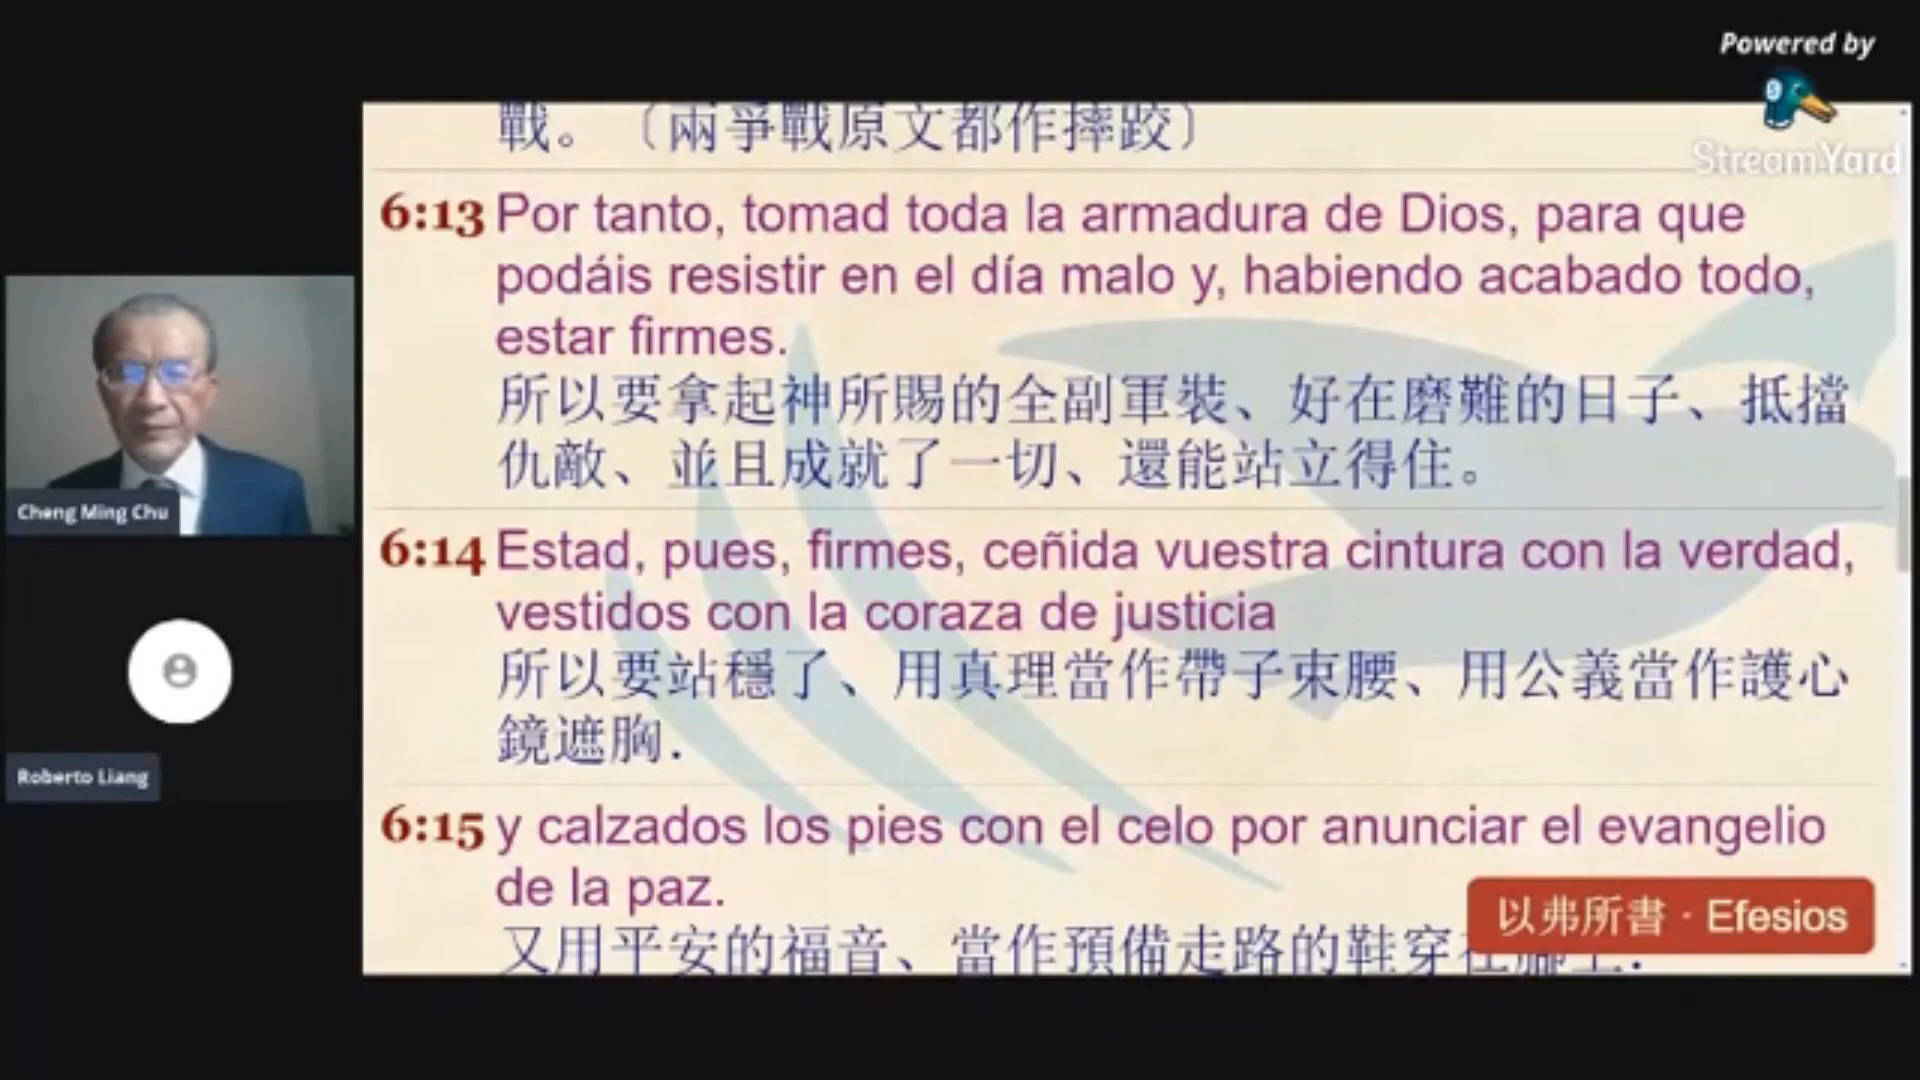 Powered by
StreamYard
戰。〔兩爭戰原文都作摔跤〕
6:13 Por tanto, tomad toda la armadura de Dios, para que
podáis resistir en el día malo y, habiendo acabado todo,
estar firmes.
所以要拿起神所賜的全副軍裝、好在磨難的日子、抵擋
仇敵、並且成就了一切、還能站立得住。
6:14 Estad, pues, firmes, ceñida vuestra cintura con la verdad,
vestidos con la coraza de justicia
所以要站穩了、用真理當作帶子束腰、用公義當作護心
鏡遮胸.
6:15 y calzados los pies con el celo por anunciar el evangelio
de la paz.
又用平安的福音、當作預備走路的鞋穿
以弗所書 · Efesios
Cheng Ming Chu
Roberto Liang